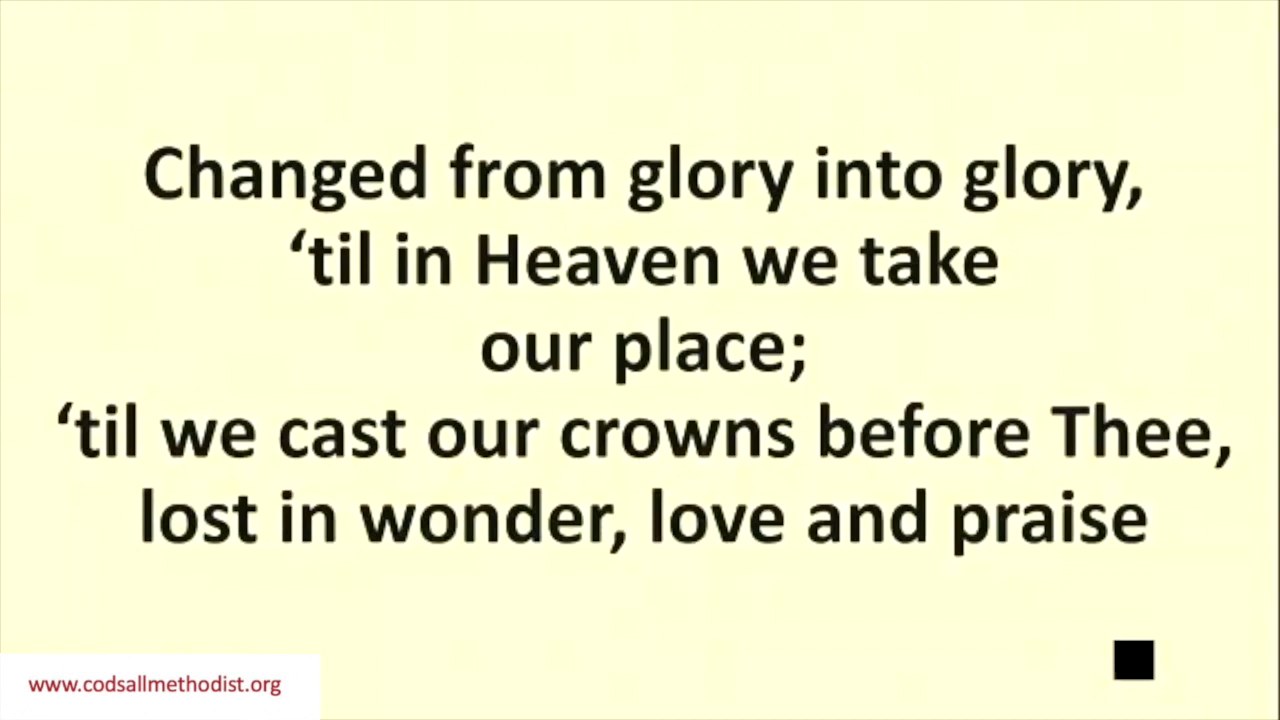 Changed from glory into glory,
‘til in Heaven we take
our place;
‘til we cast our crowns before Thee,
lost in wonder, love and praise
www.codsallmethodist.org